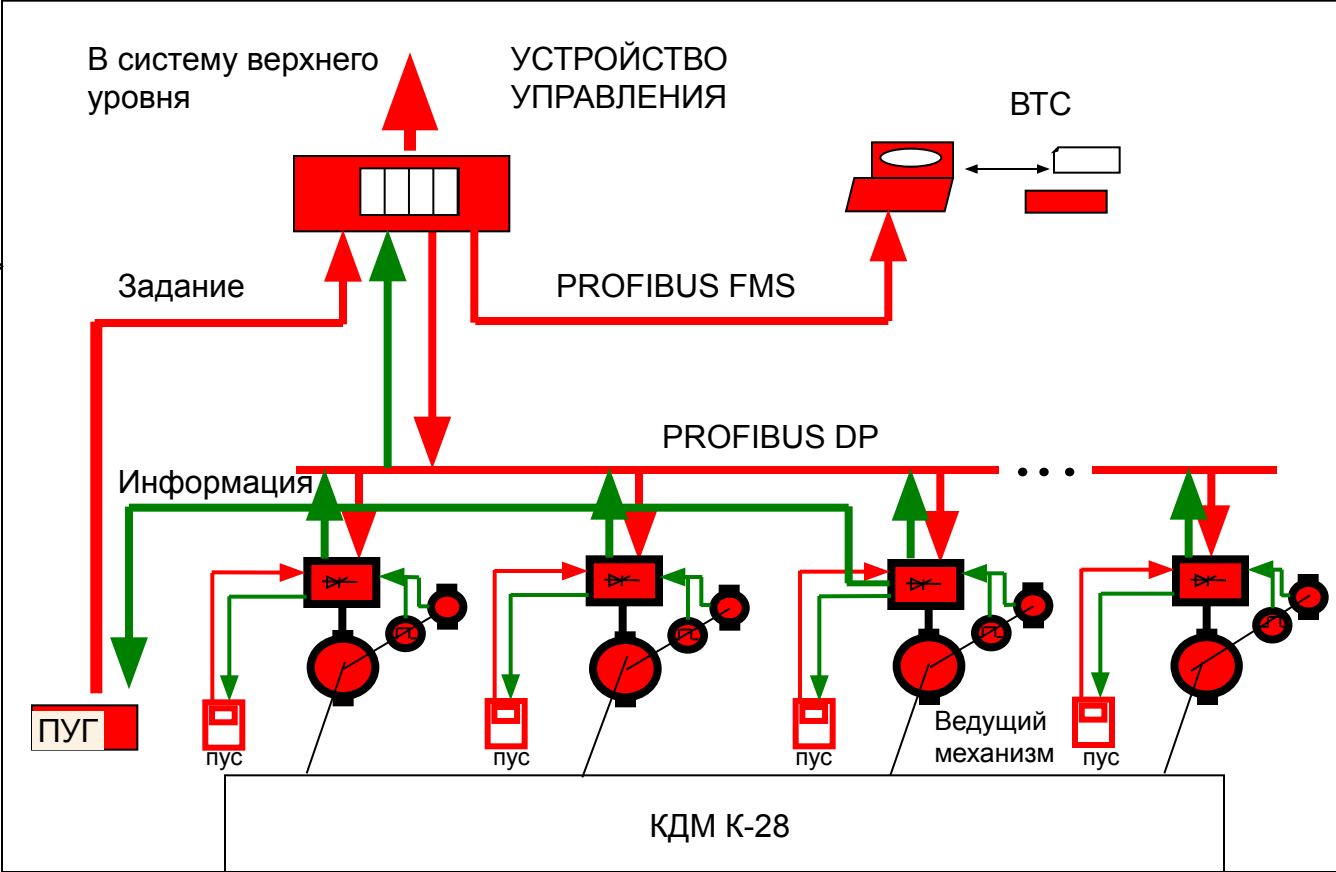 В систему верхнего
уровня
УСТРОЙСТВО
УПРАВЛЕНИЯ
ВТС
Задание
PROFIBUS FMS
PROFIBUS DP
Информация
ПУГ
пус
пус
пус
Ведущий
механизм
пус
КДМ К-28